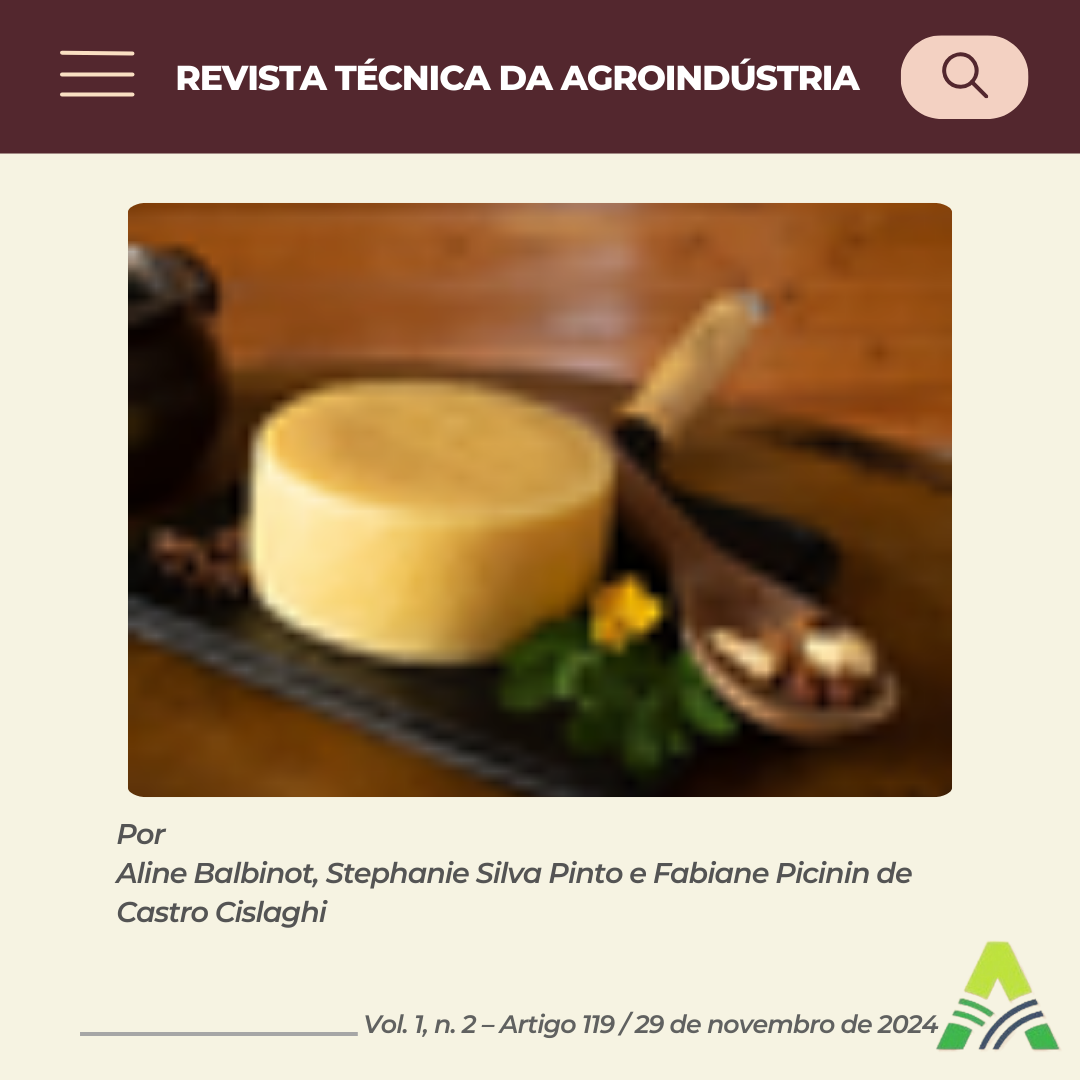 REVISTA TÉCNICA DA AGROINDÚSTRIA
Por
Aline Balbinot, Stephanie Silva Pinto e Fabiane Picinin de
Castro Cislaghi
Vol. 1, n. 2 – Artigo 119 / 29 de novembro de 2024